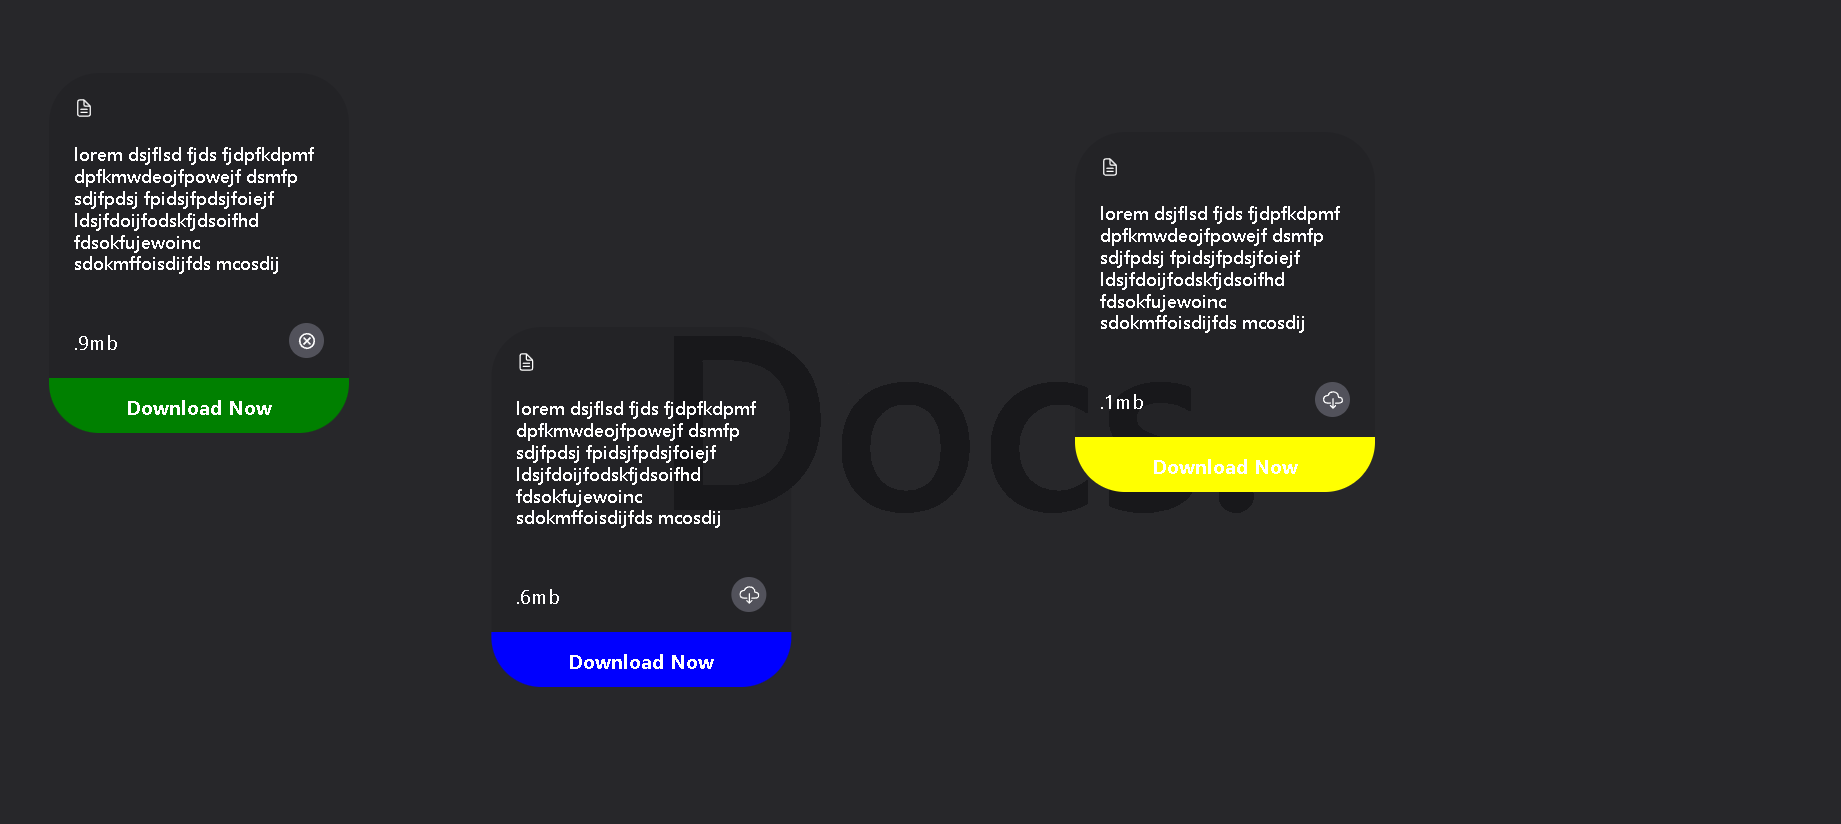 lorem dsjflsd fjds fjdpfkdpmf
dpfkmwdeojfpowejf dsmfp
sdjfpdsj fpidsjfpdsjfoiejf
ldsjfdoijfodskfjdsoifhd
fdsokfujewoinc
sdokmffoisdijfds mcosdij
.9mb
Download Now
Docs.
lorem dsjflsd fjds fjdpfkdpmf
dpfkmwdeojfpowejf dsmfp
sdjfpdsj fpidsjfpdsjfoiejf
ldsjfdoijfodskfjdsoifhd
fdsokfujewoinc
sdokmffoisdijfds mcosdij
.6mb
Download Now
lorem dsjflsd fjds fjdpfkdpmf
dpfkmwdeojfpowejf dsmfp
sdjfpdsj fpidsjfpdsjfoiejf
ldsjfdoijfodskfjdsoifhd
fdsokfujewoinc
sdokmffoisdijfds mcosdij
.1mb
Download Now